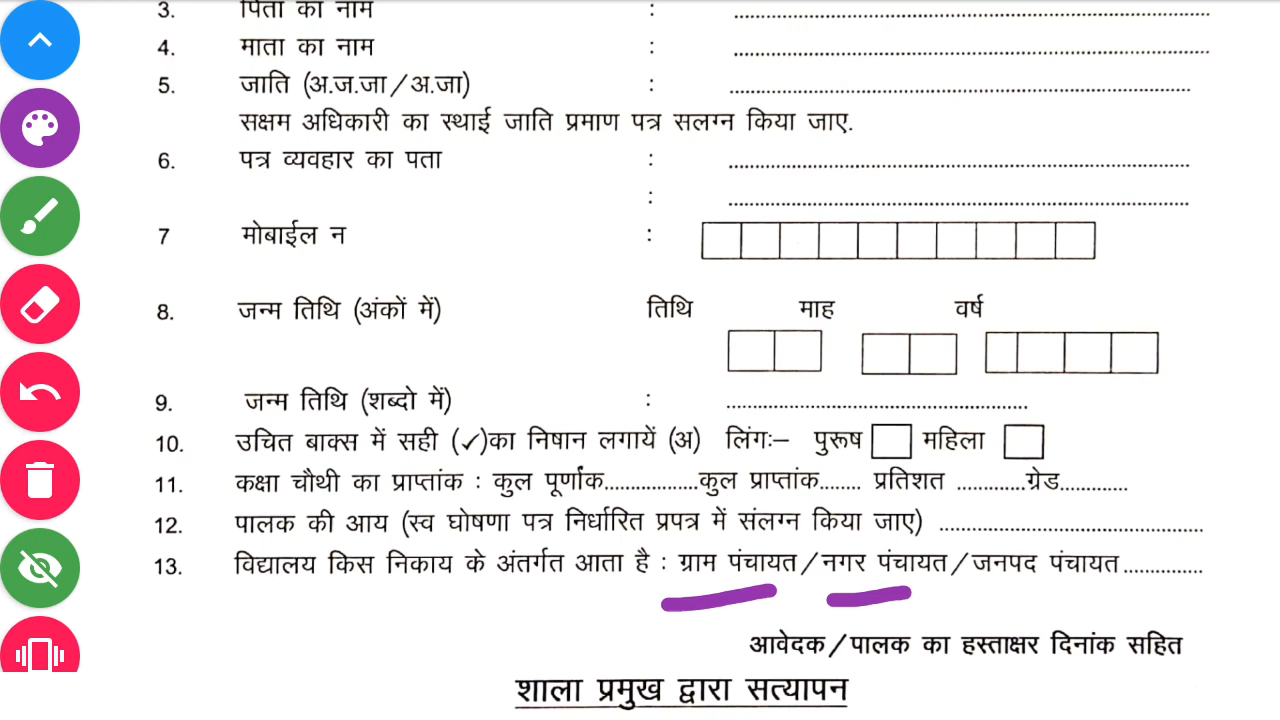 3. पिता का नाम : ........................................
4. माता का नाम : ........................................
5. जाति (अ.ज.जा/अ.जा) : ........................................
सक्षम अधिकारी का स्थाई जाति प्रमाण पत्र सलग्न किया जाए.
6. पत्र व्यवहार का पता : ........................................
: ........................................
7 मोबाईल न :
8. जन्म तिथि (अंकों में) तिथि माह वर्ष
9. जन्म तिथि (शब्दो में) : ........................................
10. उचित बाक्स में सही (✓)का निषान लगायें (अ) लिंगः– पुरूष महिला
11. कक्षा चौथी का प्राप्तांक : कुल पूर्णांक.................कुल प्राप्तांक........ प्रतिशत .............ग्रेड.............
12. पालक की आय (स्व घोषणा पत्र निर्धारित प्रपत्र में संलग्न किया जाए) ........................................
13. विद्यालय किस निकाय के अंतर्गत आता है : ग्राम पंचायत/नगर पंचायत/जनपद पंचायत...............
आवेदक/पालक का हस्ताक्षर दिनांक सहित
शाला प्रमुख द्वारा सत्यापन